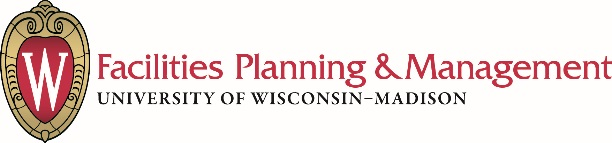 W
Facilities Planning & Management
UNIVERSITY OF WISCONSIN–MADISON